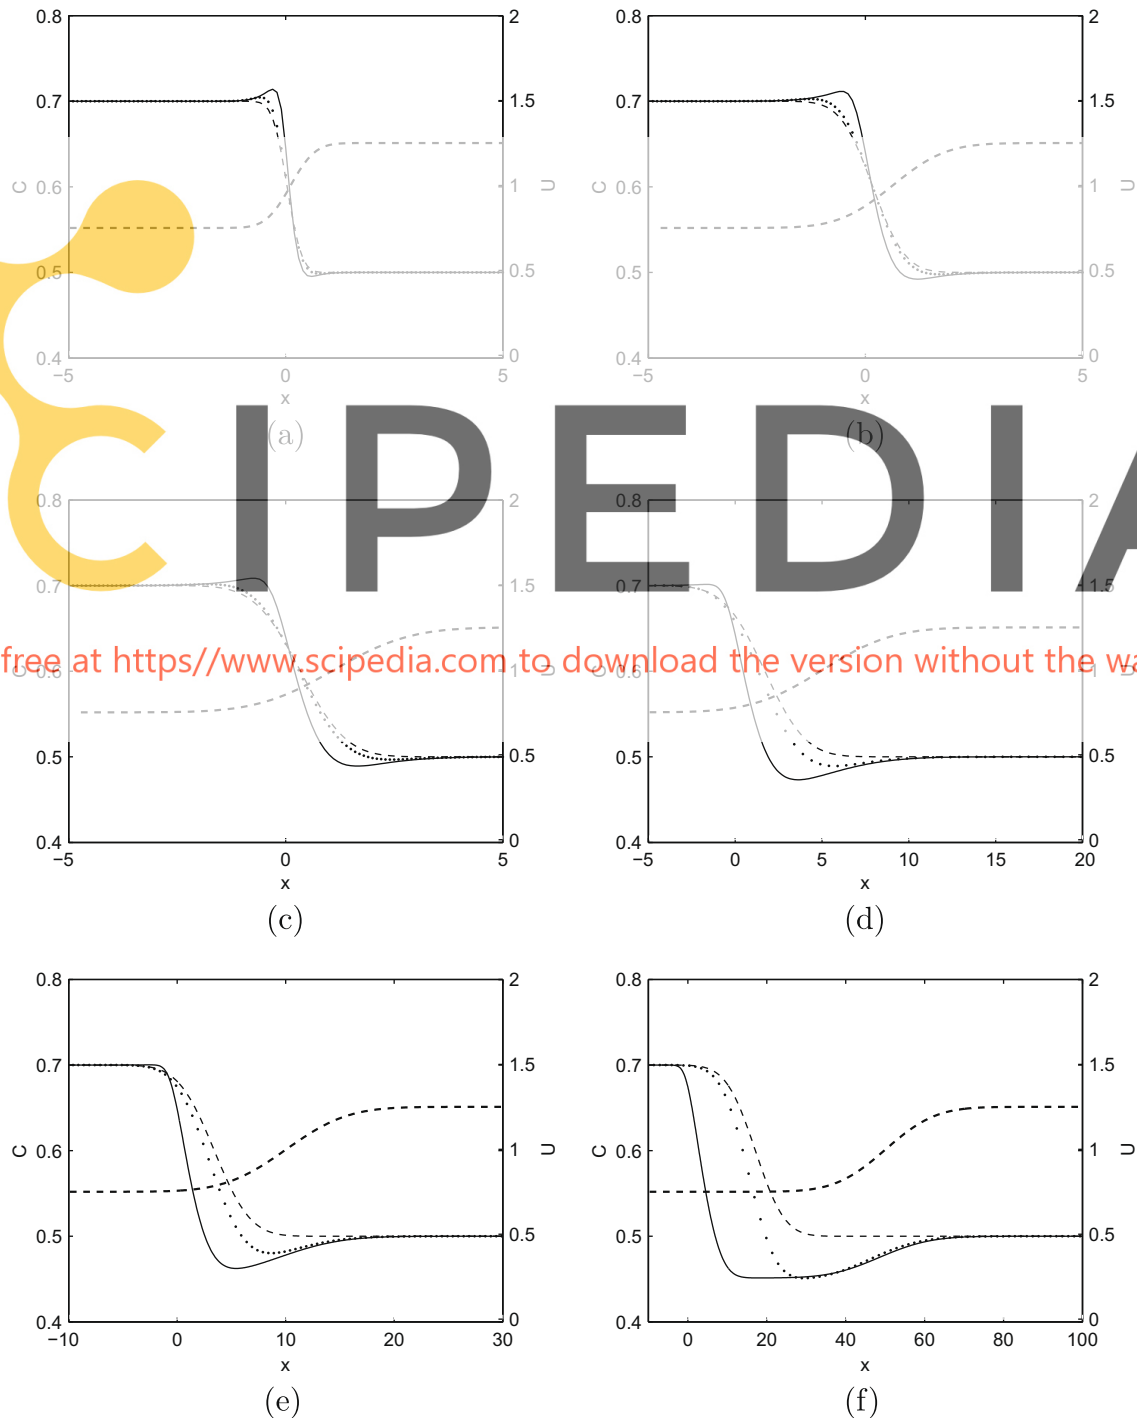 0.8 2 0.8 2
0.7 1.5 0.7 1.5
C 0.6 1 U C 0.6 1 U
0.5 0.5 0.5 0.5
0.4 0 0.4 0
−5 0 5 −5 0 5
x x
(a) (b)
CIPEDIA
0.8 2 0.8 2
0.7 1.5 0.7 1.5
free at https//www.scipedia.com to download the version without the wa
C 0.6 1 U C 0.6 1 U
0.5 0.5 0.5 0.5
0.4 0 0.4 0
−5 0 5 −5 0 5 10 15 20
x x
(c) (d)
0.8 2 0.8 2
0.7 1.5 0.7 1.5
C 0.6 1 U C 0.6 1 U
0.5 0.5 0.5 0.5
0.4 0 0.4 0
−10 0 10 20 30 0 20 40 60 80 100
x x
(e) (f)